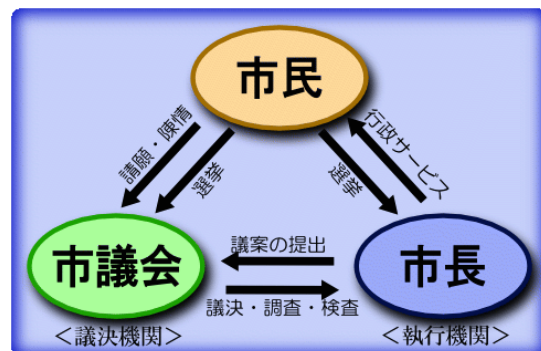 市民
請願・陳情
選挙
選挙
行政サービス
市議会
議案の提出
議決・調査・検査
市長
＜議決機関＞
＜執行機関＞